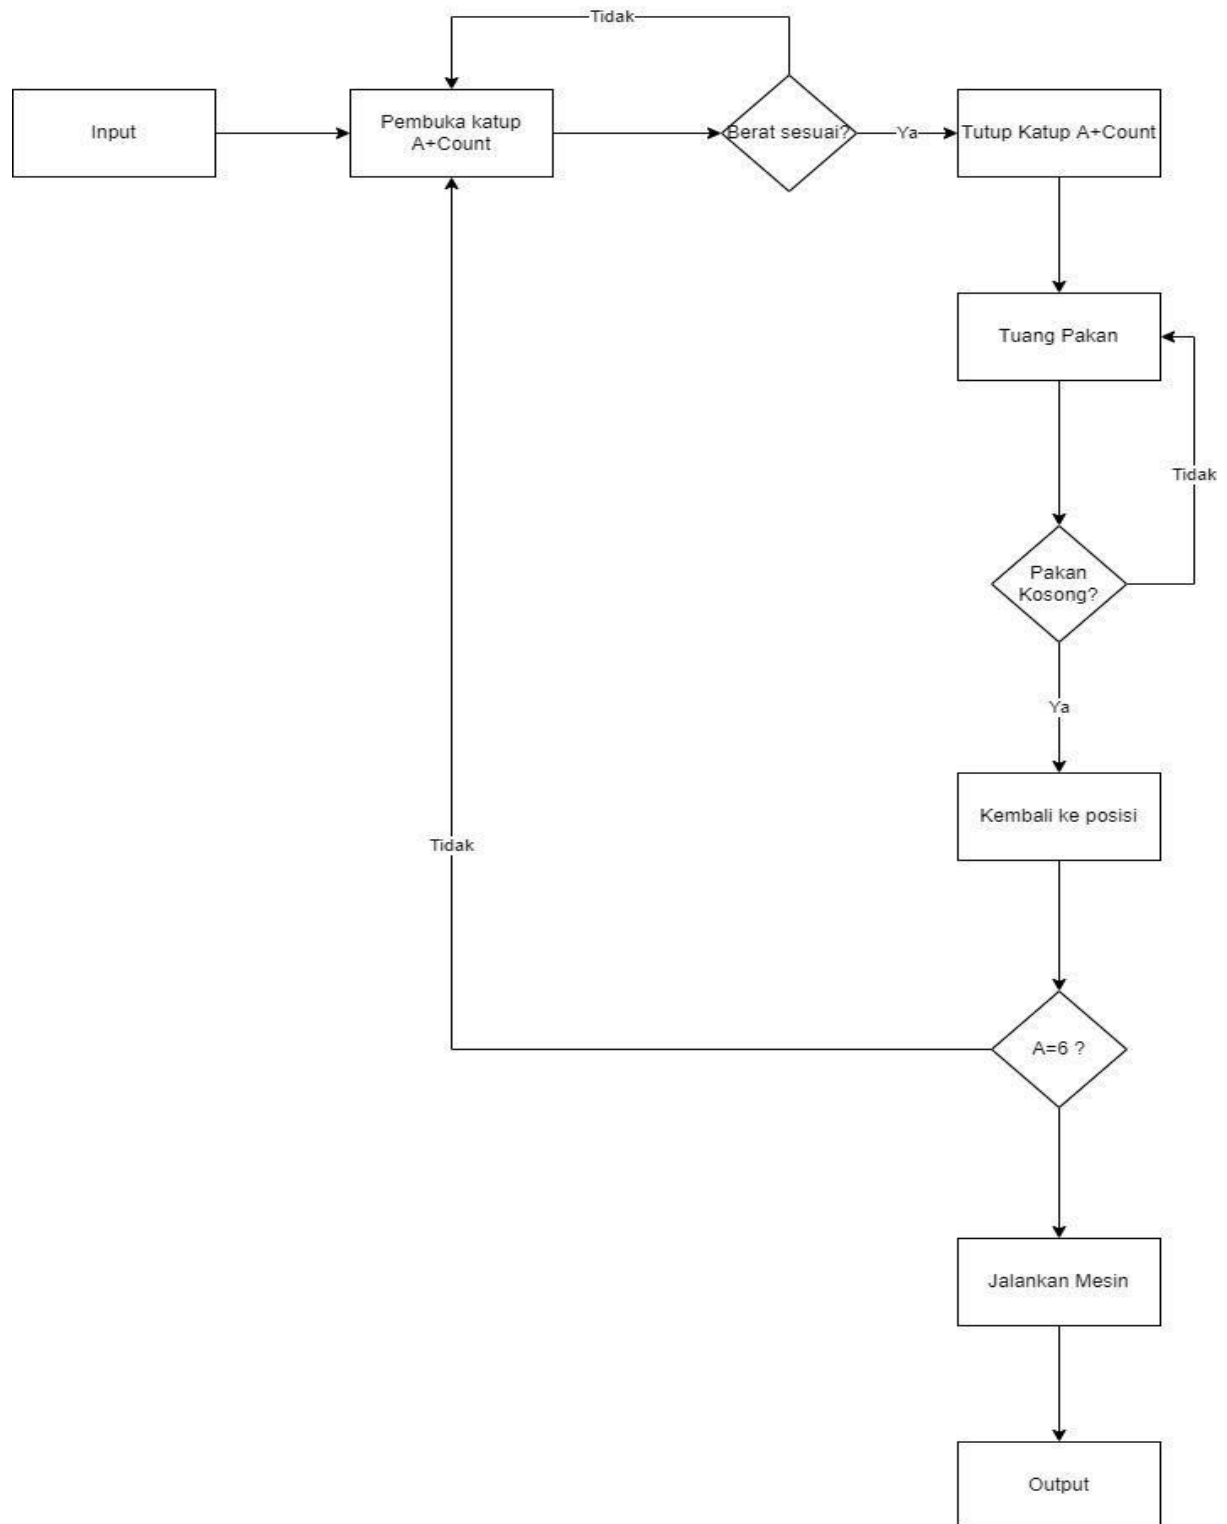 Tidak
Input
Pembuka katup
A+Count
Berat sesuai?
Ya
Tutup Katup A+Count
Tuang Pakan
Tidak
Pakan
Kosong?
Ya
Kembali ke posisi
Tidak
A=6 ?
Jalankan Mesin
Output